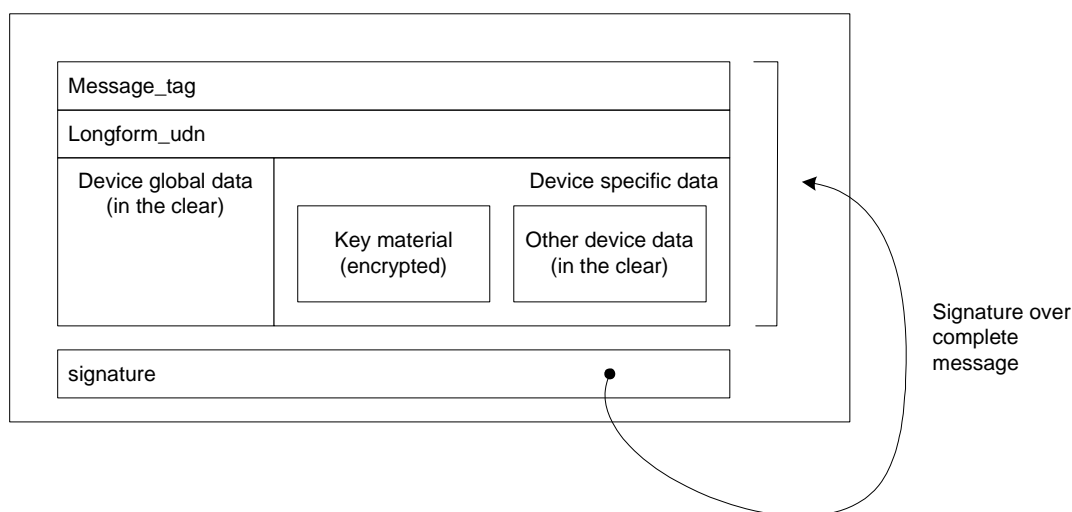 Message_tag
Longform_udn
Device global data
(in the clear)
Device specific data
Key material
(encrypted)
Other device data
(in the clear)
Signature over
complete
message
signature